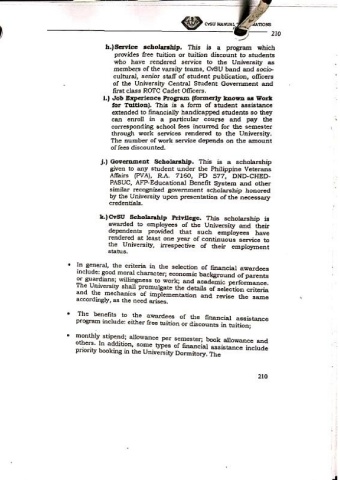 CvSU MANUAL
210
h.)Service scholarship. This is a program which
provides free tuition or tuition discount to students
who have rendered service to the University as
members of the varsity teams, CvSU band and socio-
cultural, senior staff of student publication, officers
of the University Central Student Government and
first class ROTC Cadet Officers.
i.) Job Experience Program (formerly known as Work
for Tuition). This is a form of student assistance
extended to financially handicapped students so they
can enroll in a particular course and pay the
corresponding school fees incurred for the semester
through work services rendered to the University.
The number of work service depends on the amount
of fees discounted.
j.) Government Scholarship. This is a scholarship
given to any student under the Philippine Veterans
Affairs (PVA), R.A. 7160, PD 577, DND-CHED-
PASUC, AFP-Educational Benefit System and other
similar recognized government scholarship honored
by the University upon presentation of the necessary
credentials.
k.)CvSU Scholarship Privilege. This scholarship is
awarded to employees of the University and their
dependents provided that such employees have
rendered at least one year of continuous service to
the University, irrespective of their employment
status.
• In general, the criteria in the selection of financial awardees
include: good moral character; economic background of parents
or guardians; willingness to work; and academic performance.
The University shall promulgate the details of selection criteria
and the mechanics of implementation and revise the same
accordingly, as the need arises.
• The benefits to the awardees of the financial assistance
program include: either free tuition or discounts in tuition;
• monthly stipend; allowance per semester; book allowance and
others. In addition, some types of financial assistance include
priority booking in the University Dormitory. The
210